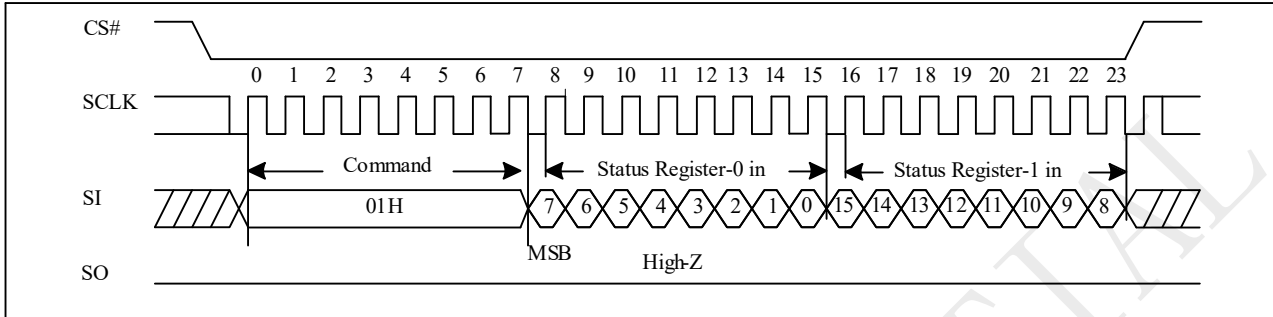 CS#
0 1 2 3 4 5 6 7 8 9 10 11 12 13 14 15 16 17 18 19 20 21 22 23
SCLK
Command Status Register-0 in Status Register-1 in
SI 01H 7 6 5 4 3 2 1 0 15 14 13 12 11 10 9 8
MSB High-Z
SO